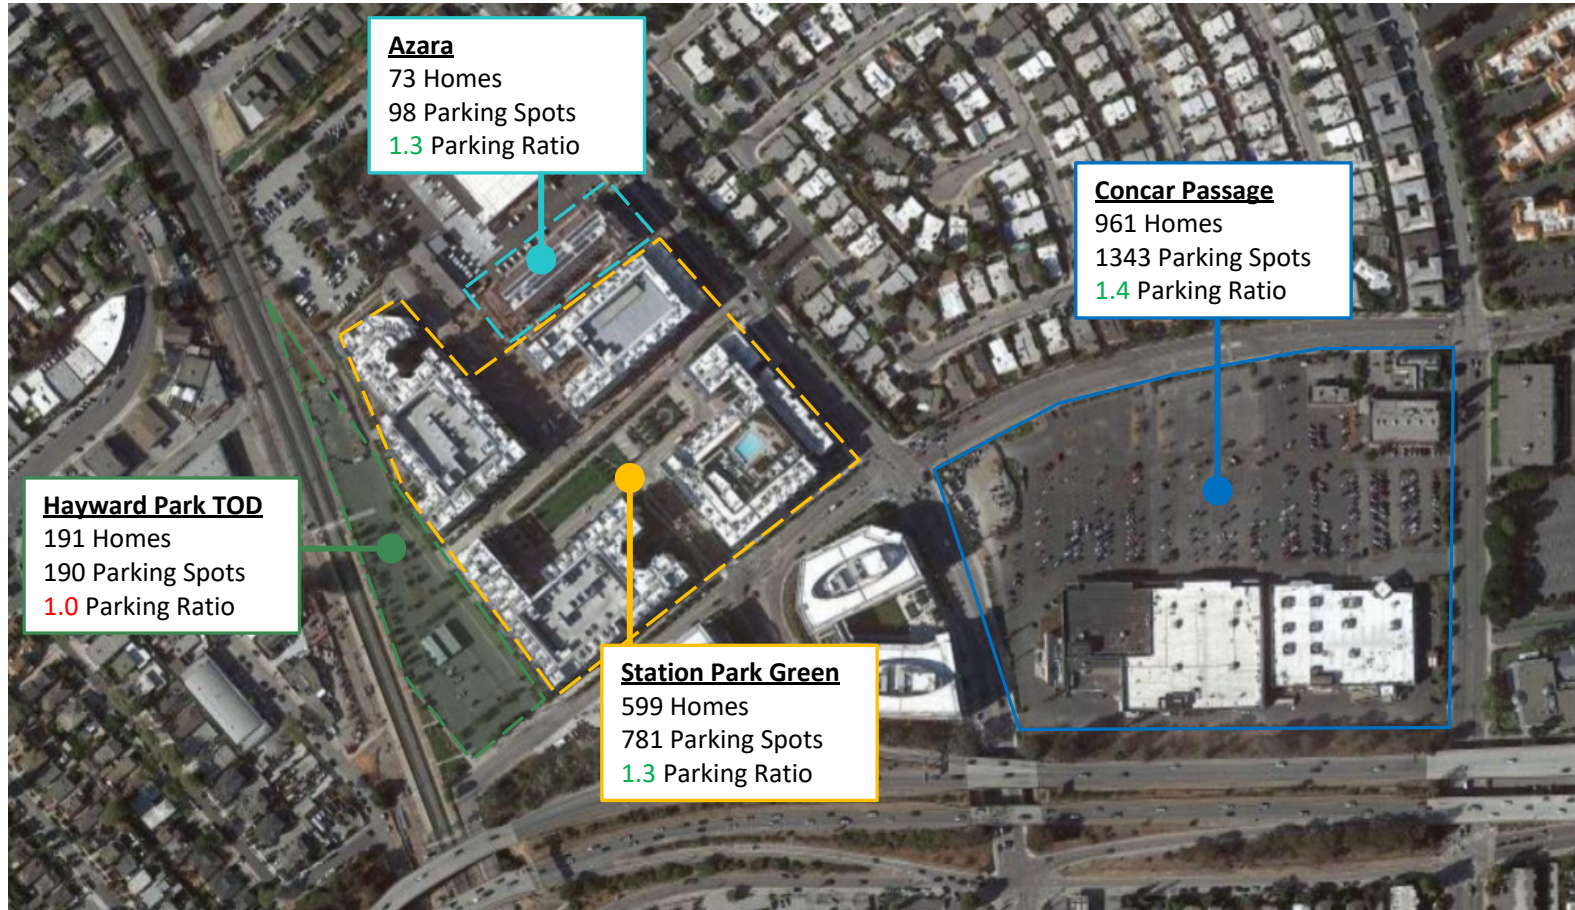 Azara
73 Homes
98 Parking Spots
1.3 Parking Ratio
Concar Passage
961 Homes
1343 Parking Spots
1.4 Parking Ratio
Hayward Park TOD
191 Homes
190 Parking Spots
1.0 Parking Ratio
Station Park Green
599 Homes
781 Parking Spots
1.3 Parking Ratio